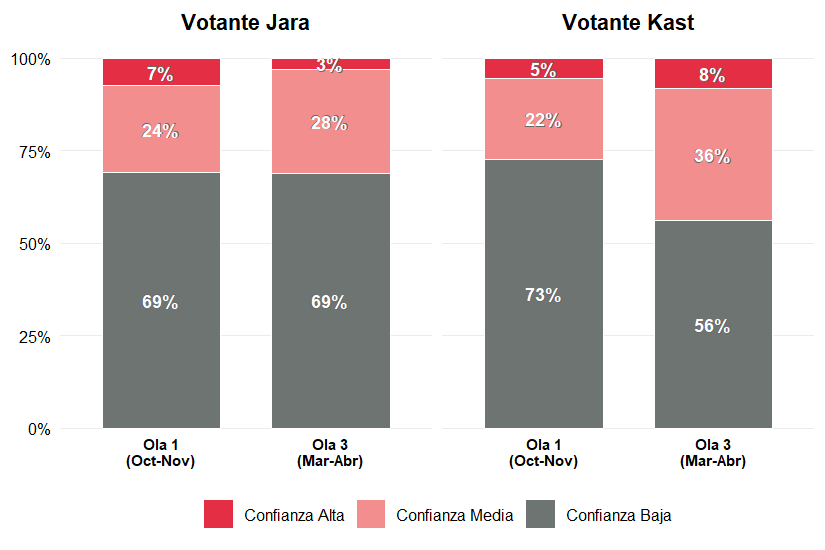 Votante Jara
Votante Kast
100%
75%
50%
25%
0%
7%
24%
69%
3%
28%
69%
5%
22%
73%
8%
36%
56%
Ola 1
(Oct-Nov)
Ola 3
(Mar-Abr)
Ola 1
(Oct-Nov)
Ola 3
(Mar-Abr)
Confianza Alta
Confianza Media
Confianza Baja